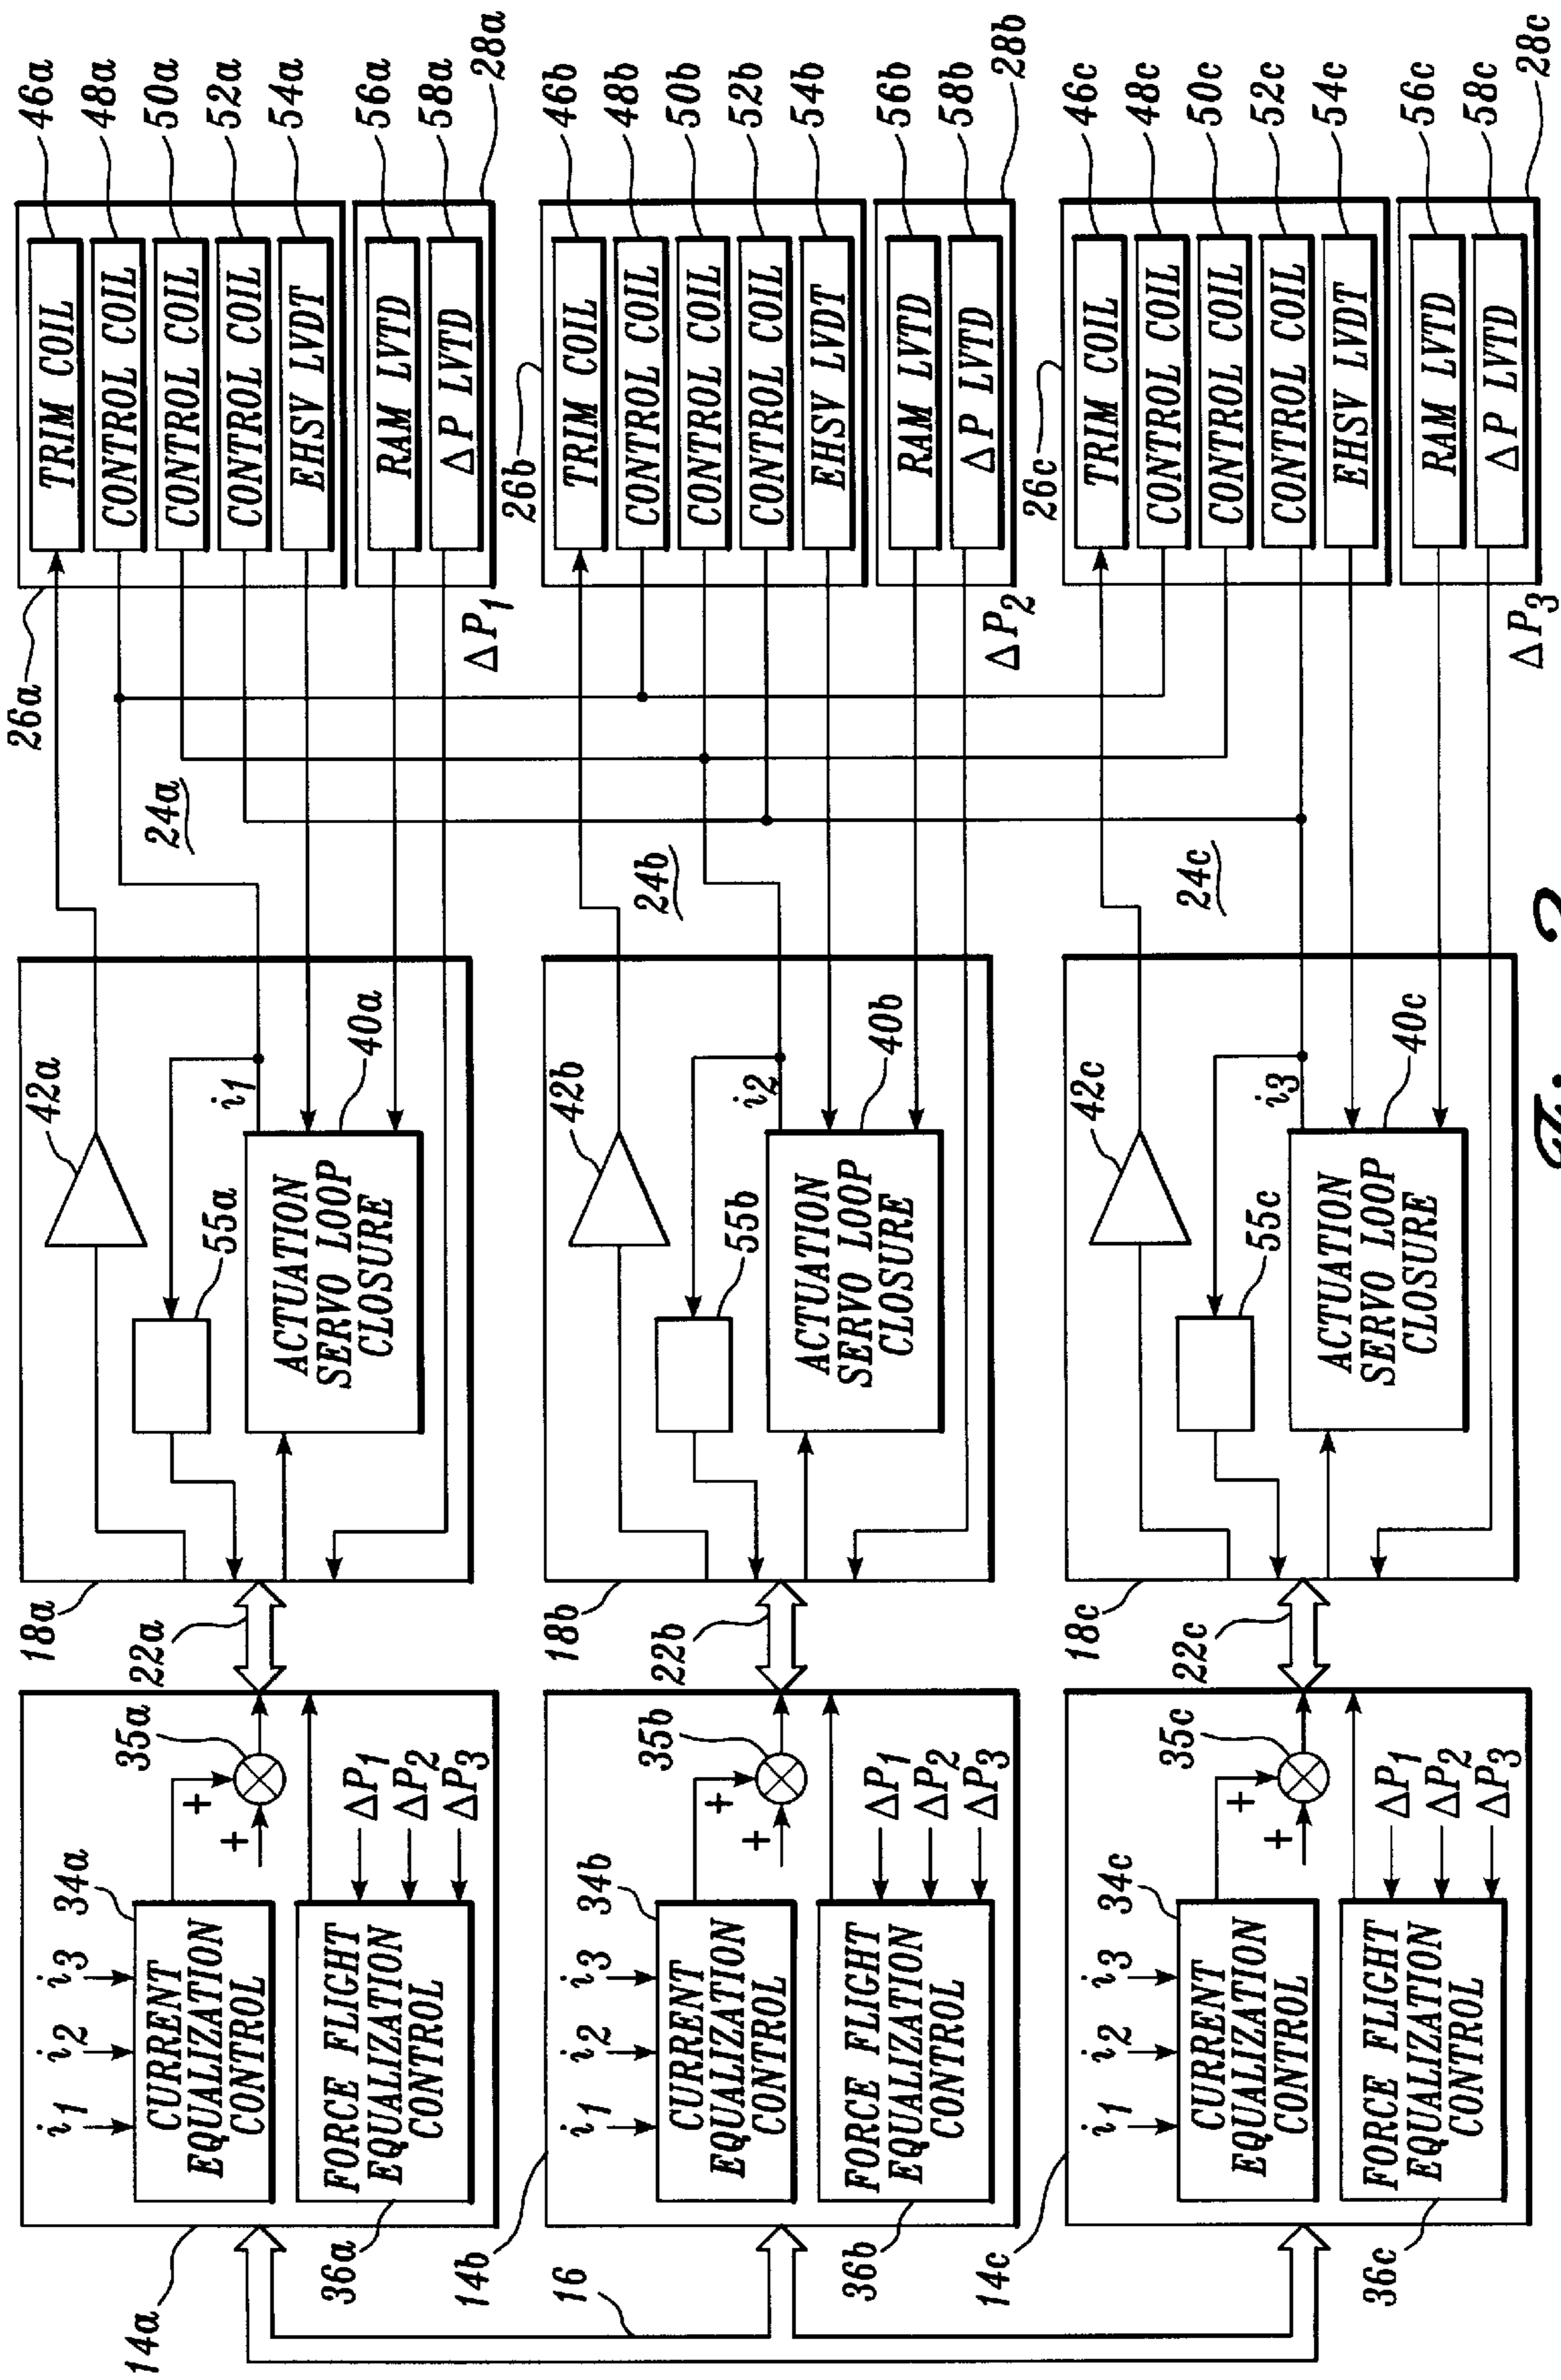 14a
i1 i2 i3
34a
CURRENT
EQUALIZATION
CONTROL
+
+
35a
FORCE FLIGHT
EQUALIZATION
CONTROL
ΔP1
ΔP2
ΔP3
36a
22a
18a
42a
55a
i1
ACTUATION
SERVO LOOP
CLOSURE
40a
24a
26a
TRIM COIL
46a
CONTROL COIL
48a
CONTROL COIL
50a
CONTROL COIL
52a
EHSV LVDT
54a
RAM LVTD
56a
Δ P LVTD
58a
28a
ΔP1
14b
16
i1 i2 i3
34b
CURRENT
EQUALIZATION
CONTROL
+
+
35b
FORCE FLIGHT
EQUALIZATION
CONTROL
ΔP1
ΔP2
ΔP3
36b
22b
18b
42b
55b
i2
ACTUATION
SERVO LOOP
CLOSURE
40b
24b
26b
TRIM COIL
46b
CONTROL COIL
48b
CONTROL COIL
50b
CONTROL COIL
52b
EHSV LVDT
54b
RAM LVTD
56b
Δ P LVTD
58b
28b
ΔP2
14c
i1 i2 i3
34c
CURRENT
EQUALIZATION
CONTROL
+
+
35c
FORCE FLIGHT
EQUALIZATION
CONTROL
ΔP1
ΔP2
ΔP3
36c
22c
18c
42c
55c
i3
ACTUATION
SERVO LOOP
CLOSURE
40c
24c
26c
TRIM COIL
46c
CONTROL COIL
48c
CONTROL COIL
50c
CONTROL COIL
52c
EHSV LVDT
54c
RAM LVTD
56c
Δ P LVTD
58c
28c
ΔP3